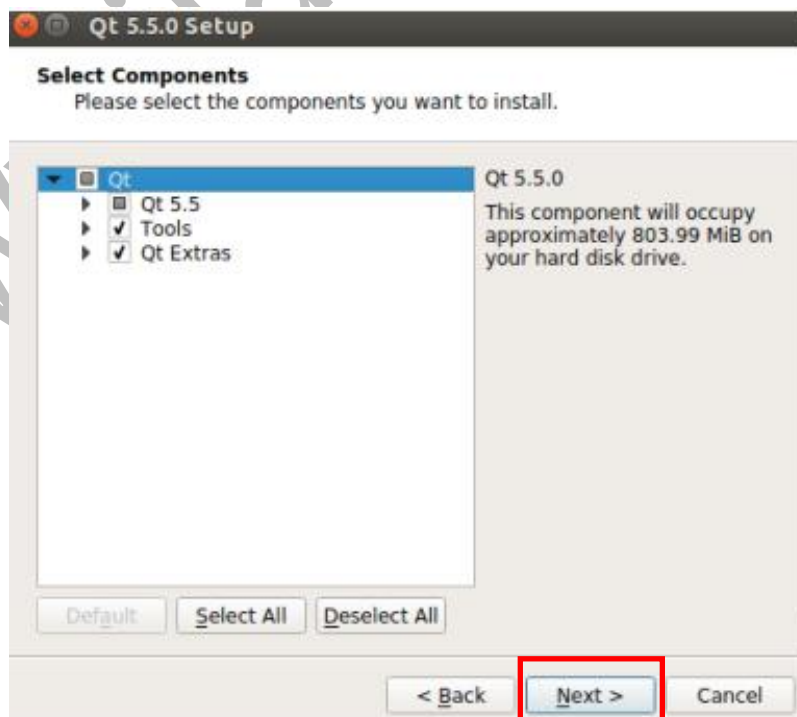 Qt 5.5.0 Setup
Select Components
Please select the components you want to install.
Qt
Qt 5.5
Tools
Qt Extras
Qt 5.5.0
This component will occupy
approximately 803.99 MiB on
your hard disk drive.
Default
Select All
Deselect All
< Back
Next >
Cancel